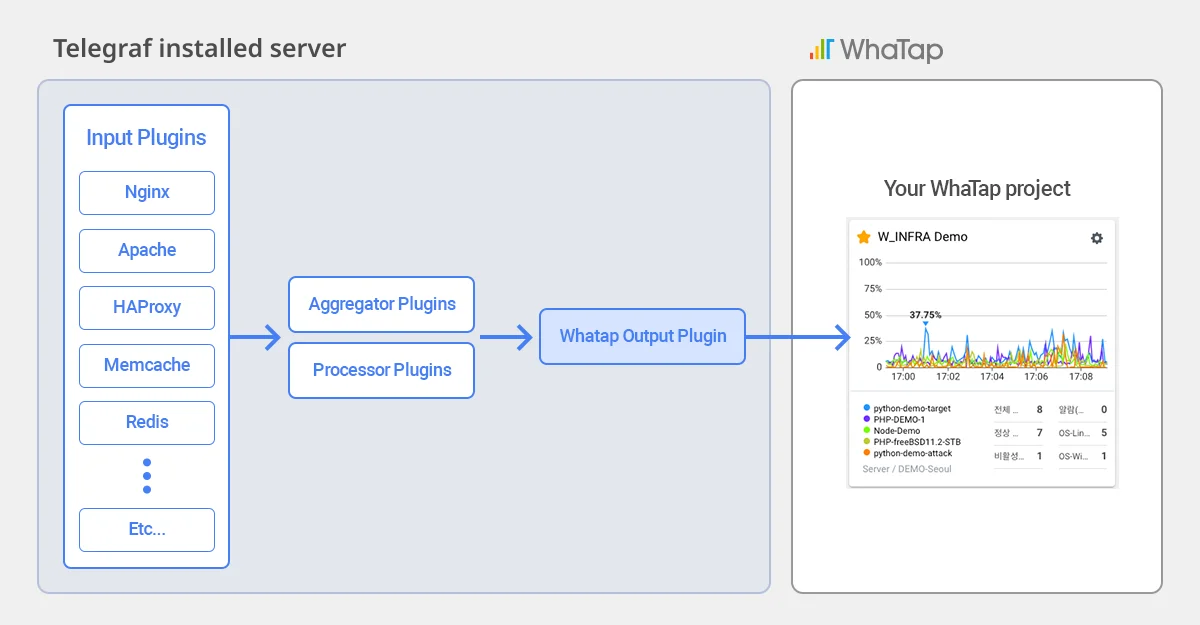 Telegraf installed server
WhaTap
Input Plugins
Nginx
Apache
HAProxy
Memcache
Redis
Etc...
Aggregator Plugins
Processor Plugins
Whatap Output Plugin
Your WhaTap project
W_INFRA Demo
100%
75%
50%
25%
0
37.75%
17:00 17:02 17:04 17:06 17:08
python-demo-target
PHP-DEMO-1
Node-Demo
PHP-freeBSD11.2-STB
python-demo-attack
Server / DEMO-Seoul
전체 ... 8 알람(... 0
정상 ... 7 OS-Lin... 5
비활성... 1 OS-Wi... 1